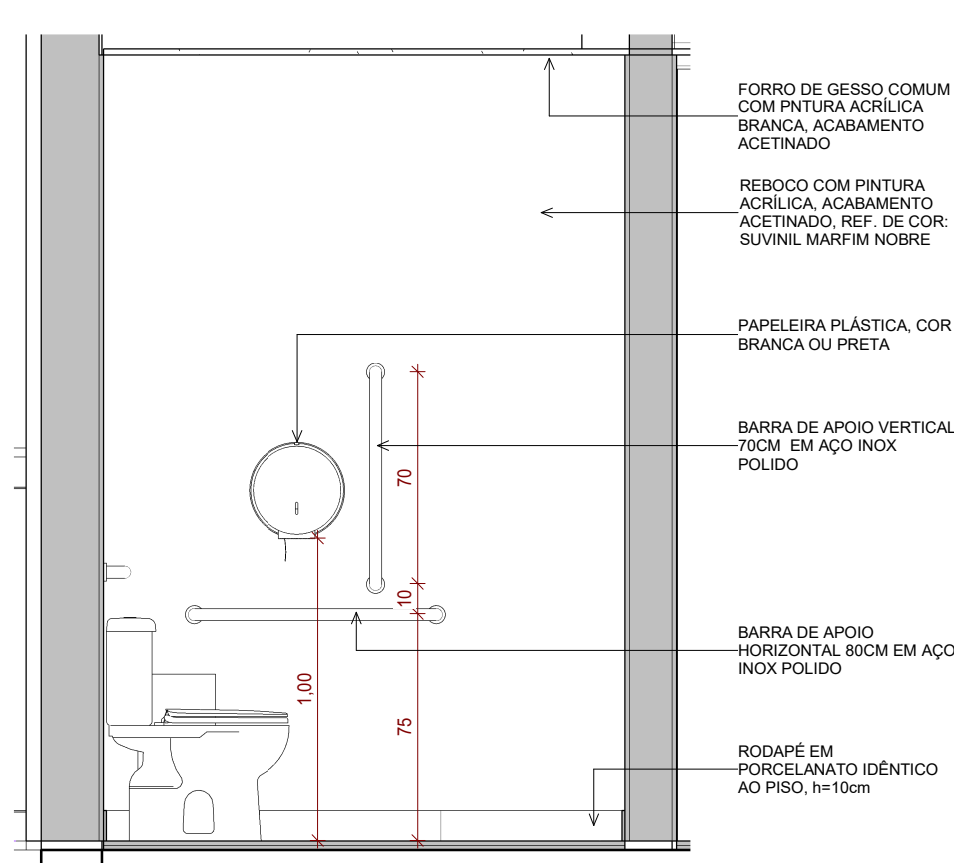 FORRO DE GESSO COMUM
COM PNTURA ACRÍLICA
BRANCA, ACABAMENTO
ACETINADO
REBOCO COM PINTURA
ACRÍLICA, ACABAMENTO
ACETINADO, REF. DE COR:
SUVINIL MARFIM NOBRE
PAPELEIRA PLÁSTICA, COR
BRANCA OU PRETA
BARRA DE APOIO VERTICAL
70CM EM AÇO INOX
POLIDO
70
10
BARRA DE APOIO
HORIZONTAL 80CM EM AÇO
INOX POLIDO
1,00
75
RODAPÉ EM
PORCELANATO IDÊNTICO
AO PISO, h=10cm